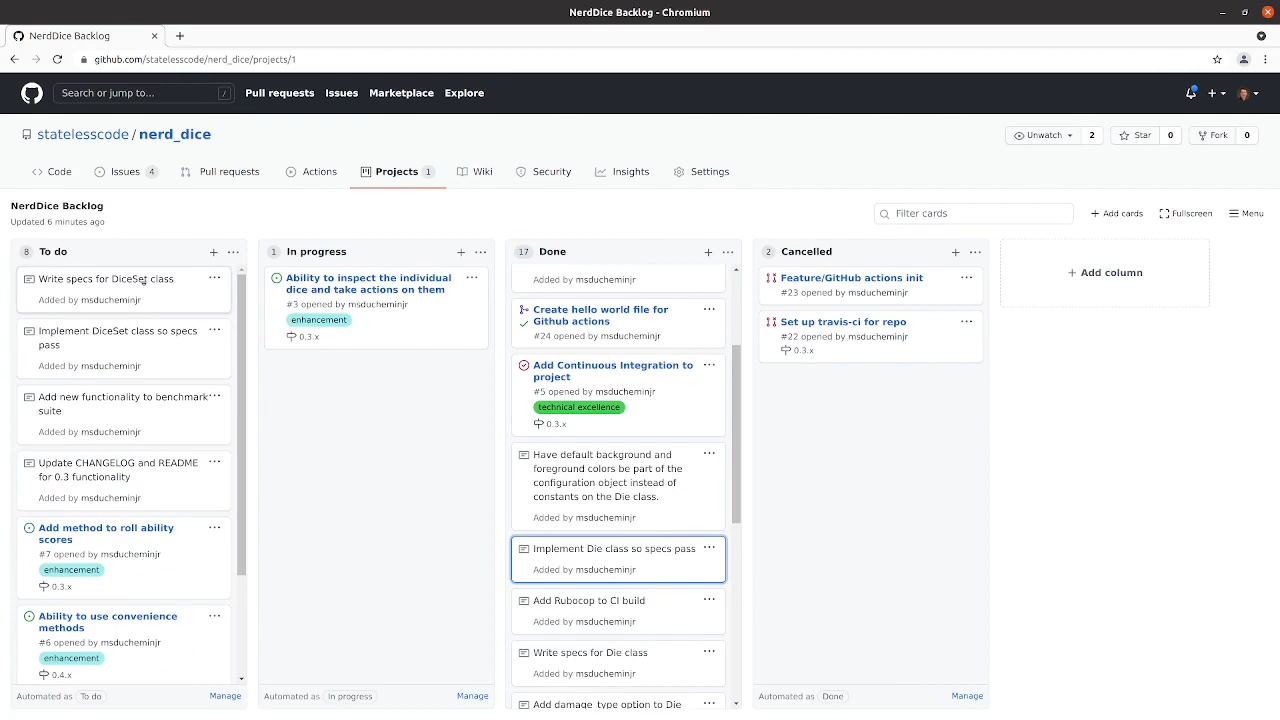 NerdDice Backlog - Chromium
NerdDice Backlog
github.com/statelesscode/nerd_dice/projects/1
Search or jump to... /
Pull requests Issues Marketplace Explore
statelesscode / nerd_dice
Unwatch 2
Star 0
Fork 0
Code
Issues 4
Pull requests
Actions
Projects 1
Wiki
Security
Insights
Settings
NerdDice Backlog
Updated 6 minutes ago
Filter cards
Add cards
Fullscreen
Menu
8 To do
Write specs for DiceSet class
Added by msducheminjr
Implement DiceSet class so specs
pass
Added by msducheminjr
Add new functionality to benchmark
suite
Added by msducheminjr
Update CHANGELOG and README
for 0.3 functionality
Added by msducheminjr
Add method to roll ability
scores
#7 opened by msducheminjr
enhancement
0.3.x
Ability to use convenience
methods
#6 opened by msducheminjr
enhancement
0.4.x
Automated as To do Manage
1 In progress
Ability to inspect the individual
dice and take actions on them
#3 opened by msducheminjr
enhancement
0.3.x
Automated as In progress Manage
17 Done
Added by msducheminjr
Create hello world file for
Github actions
#24 opened by msducheminjr
Add Continuous Integration to
project
#5 opened by msducheminjr
technical excellence
0.3.x
Have default background and
foreground colors be part of the
configuration object instead of
constants on the Die class.
Added by msducheminjr
Implement Die class so specs pass
Added by msducheminjr
Add Rubocop to CI build
Added by msducheminjr
Write specs for Die class
Added by msducheminjr
Add damage_type option to Die
2 Cancelled
Feature/GitHub actions init
#23 opened by msducheminjr
Set up travis-ci for repo
#22 opened by msducheminjr
0.3.x
Automated as Done Manage
+ Add column